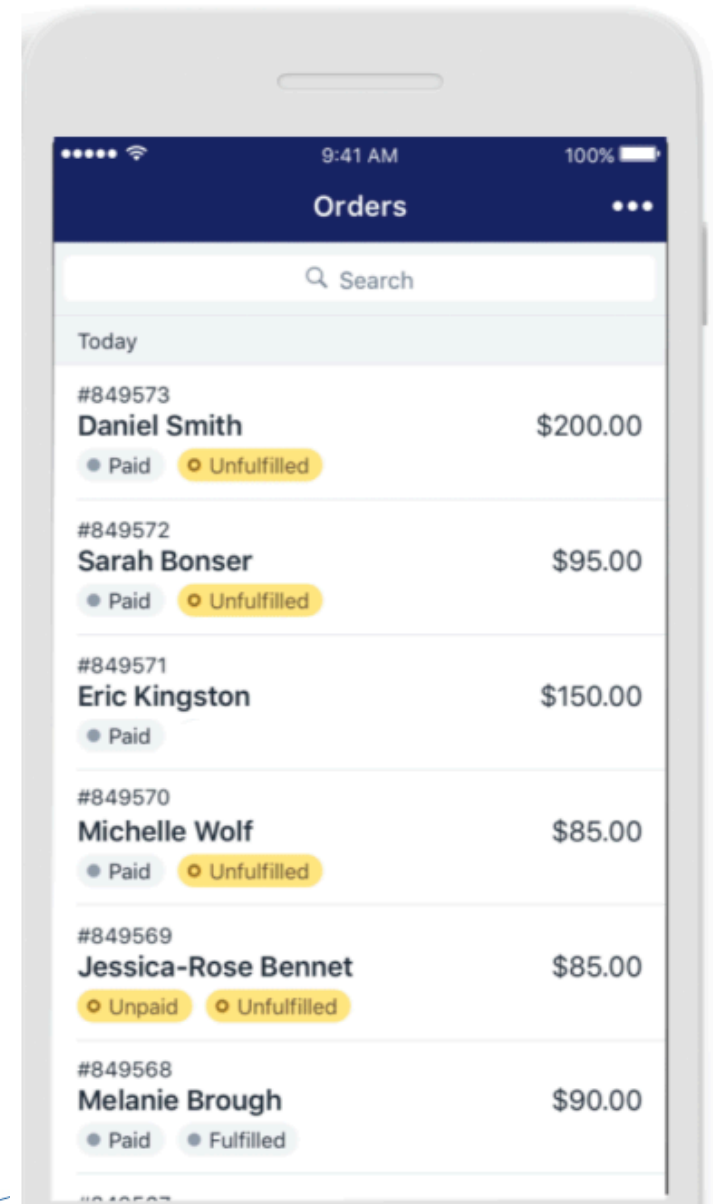 9:41 AM 100%
Orders
Search
Today
#849573
Daniel Smith $200.00
Paid Unfulfilled
#849572
Sarah Bonser $95.00
Paid Unfulfilled
#849571
Eric Kingston $150.00
Paid
#849570
Michelle Wolf $85.00
Paid Unfulfilled
#849569
Jessica-Rose Bennet $85.00
Unpaid Unfulfilled
#849568
Melanie Brough $90.00
Paid Fulfilled